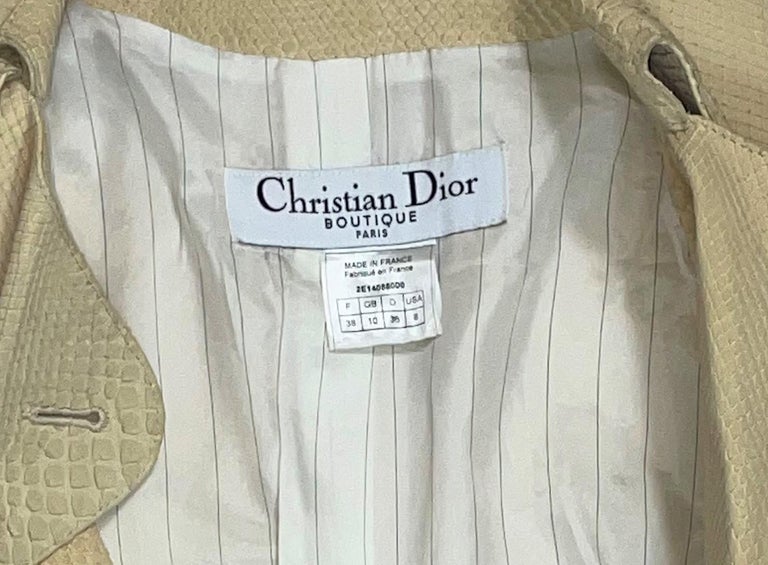 Christian Dior
BOUTIQUE
PARIS
MADE IN FRANCE
Fabriqué en France
F GB D USA
38 10 36 8